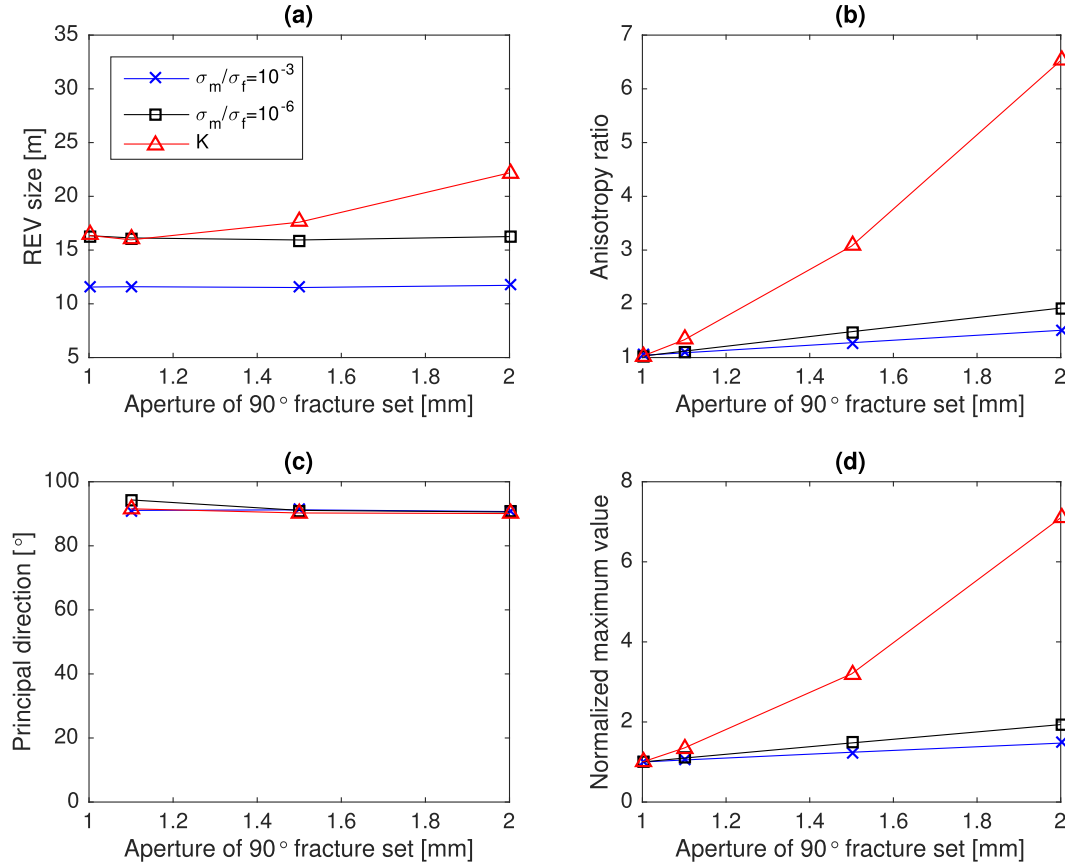 (a)
35
30
25
20
15
10
5
REV size [m]
σm/σf=10-3
σm/σf=10-6
K
1 1.2 1.4 1.6 1.8 2
Aperture of 90° fracture set [mm]
(b)
7
6
5
4
3
2
1
Anisotropy ratio
1 1.2 1.4 1.6 1.8 2
Aperture of 90° fracture set [mm]
(c)
100
80
60
40
20
0
Principal direction [°]
1 1.2 1.4 1.6 1.8 2
Aperture of 90° fracture set [mm]
(d)
8
6
4
2
0
Normalized maximum value
1 1.2 1.4 1.6 1.8 2
Aperture of 90° fracture set [mm]